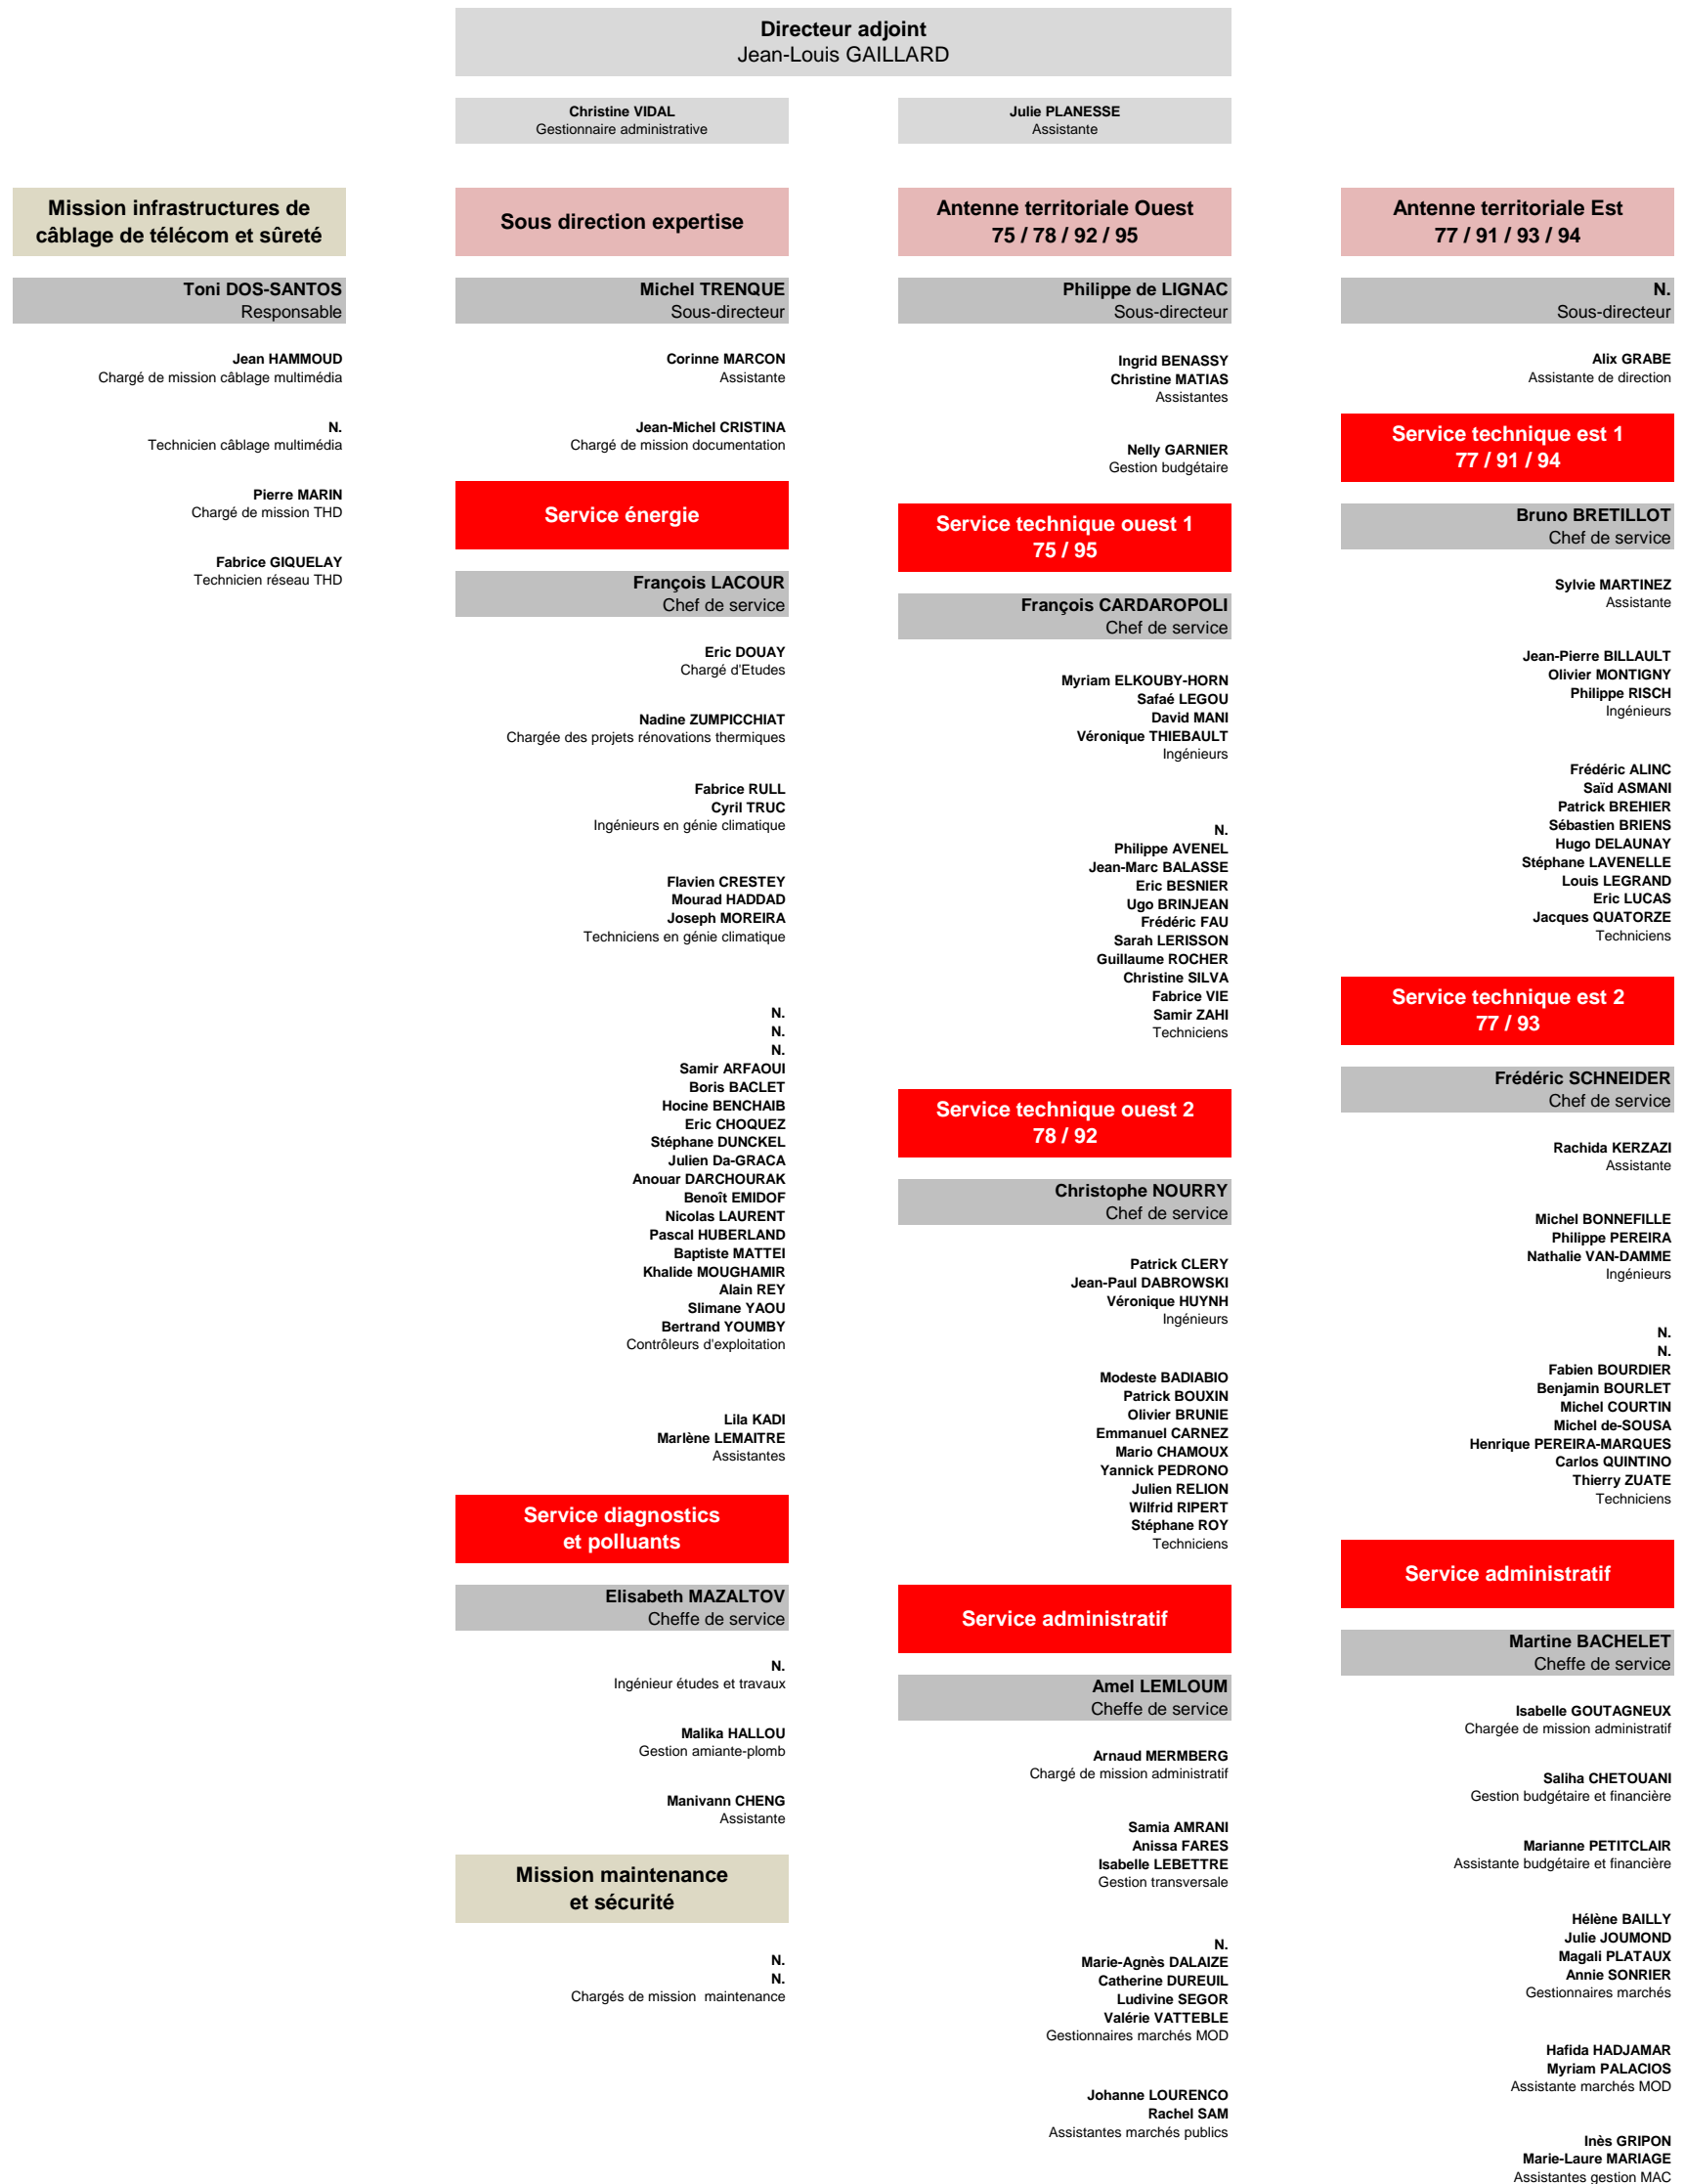 Directeur adjoint
Jean-Louis GAILLARD
Christine VIDAL
Gestionnaire administrative
Julie PLANESSE
Assistante
Mission infrastructures de
câblage de télécom et sûreté
Toni DOS-SANTOS
Responsable
Jean HAMMOUD
Chargé de mission câblage multimédia
N.
Technicien câblage multimédia
Pierre MARIN
Chargé de mission THD
Fabrice GIQUELAY
Technicien réseau THD
Sous direction expertise
Michel TRENQUE
Sous-directeur
Corinne MARCON
Assistante
Jean-Michel CRISTINA
Chargé de mission documentation
Service énergie
François LACOUR
Chef de service
Eric DOUAY
Chargé d'Etudes
Nadine ZUMPICCHIAT
Chargée des projets rénovations thermiques
Fabrice RULL
Cyril TRUC
Ingénieurs en génie climatique
Flavien CRESTEY
Mourad HADDAD
Joseph MOREIRA
Techniciens en génie climatique
N.
N.
N.
Samir ARFAOUI
Boris BACLET
Hocine BENCHAIB
Eric CHOQUEZ
Stéphane DUNCKEL
Julien Da-GRACA
Anouar DARCHOURAK
Benoît EMIDOF
Nicolas LAURENT
Pascal HUBERLAND
Baptiste MATTEI
Khalide MOUGHAMIR
Alain REY
Slimane YAOU
Bertrand YOUMBY
Contrôleurs d'exploitation
Lila KADI
Marlène LEMAITRE
Assistantes
Service diagnostics
et polluants
Elisabeth MAZALTOV
Cheffe de service
N.
Ingénieur études et travaux
Malika HALLOU
Gestion amiante-plomb
Manivann CHENG
Assistante
Mission maintenance
et sécurité
N.
N.
Chargés de mission maintenance
Antenne territoriale Ouest
75 / 78 / 92 / 95
Philippe de LIGNAC
Sous-directeur
Ingrid BENASSY
Christine MATIAS
Assistantes
Nelly GARNIER
Gestion budgétaire
Service technique ouest 1
75 / 95
François CARDAROPOLI
Chef de service
Myriam ELKOUBY-HORN
Safaé LEGOU
David MANI
Véronique THIEBAULT
Ingénieurs
N.
Philippe AVENEL
Jean-Marc BALASSE
Eric BESNIER
Ugo BRINJEAN
Frédéric FAU
Sarah LERISSON
Guillaume ROCHER
Christine SILVA
Fabrice VIE
Samir ZAHI
Techniciens
Service technique ouest 2
78 / 92
Christophe NOURRY
Chef de service
Patrick CLERY
Jean-Paul DABROWSKI
Véronique HUYNH
Ingénieurs
Modeste BADIABIO
Patrick BOUXIN
Olivier BRUNIE
Emmanuel CARNEZ
Mario CHAMOUX
Yannick PEDRONO
Julien RELION
Wilfrid RIPERT
Stéphane ROY
Techniciens
Service administratif
Amel LEMLOUM
Cheffe de service
Arnaud MERMBERG
Chargé de mission administratif
Samia AMRANI
Anissa FARES
Isabelle LEBETTRE
Gestion transversale
N.
Marie-Agnès DALAIZE
Catherine DUREUIL
Ludivine SEGOR
Valérie VATTEBLE
Gestionnaires marchés MOD
Johanne LOURENCO
Rachel SAM
Assistantes marchés publics
Antenne territoriale Est
77 / 91 / 93 / 94
N.
Sous-directeur
Alix GRABE
Assistante de direction
Service technique est 1
77 / 91 / 94
Bruno BRETILLOT
Chef de service
Sylvie MARTINEZ
Assistante
Jean-Pierre BILLAULT
Olivier MONTIGNY
Philippe RISCH
Ingénieurs
Frédéric ALINC
Saïd ASMANI
Patrick BREHIER
Sébastien BRIENS
Hugo DELAUNAY
Stéphane LAVENELLE
Louis LEGRAND
Eric LUCAS
Jacques QUATORZE
Techniciens
Service technique est 2
77 / 93
Frédéric SCHNEIDER
Chef de service
Rachida KERZAZI
Assistante
Michel BONNEFILLE
Philippe PEREIRA
Nathalie VAN-DAMME
Ingénieurs
N.
N.
Fabien BOURDIER
Benjamin BOURLET
Michel COURTIN
Michel de-SOUSA
Henrique PEREIRA-MARQUES
Carlos QUINTINO
Thierry ZUATE
Techniciens
Service administratif
Martine BACHELET
Cheffe de service
Isabelle GOUTAGNEUX
Chargée de mission administratif
Saliha CHETOUANI
Gestion budgétaire et financière
Marianne PETITCLAIR
Assistante budgétaire et financière
Hélène BAILLY
Julie JOUMOND
Magali PLATAUX
Annie SONRIER
Gestionnaires marchés
Hafida HADJAMAR
Myriam PALACIOS
Assistante marchés MOD
Inès GRIPON
Marie-Laure MARIAGE
Assistantes gestion MAC